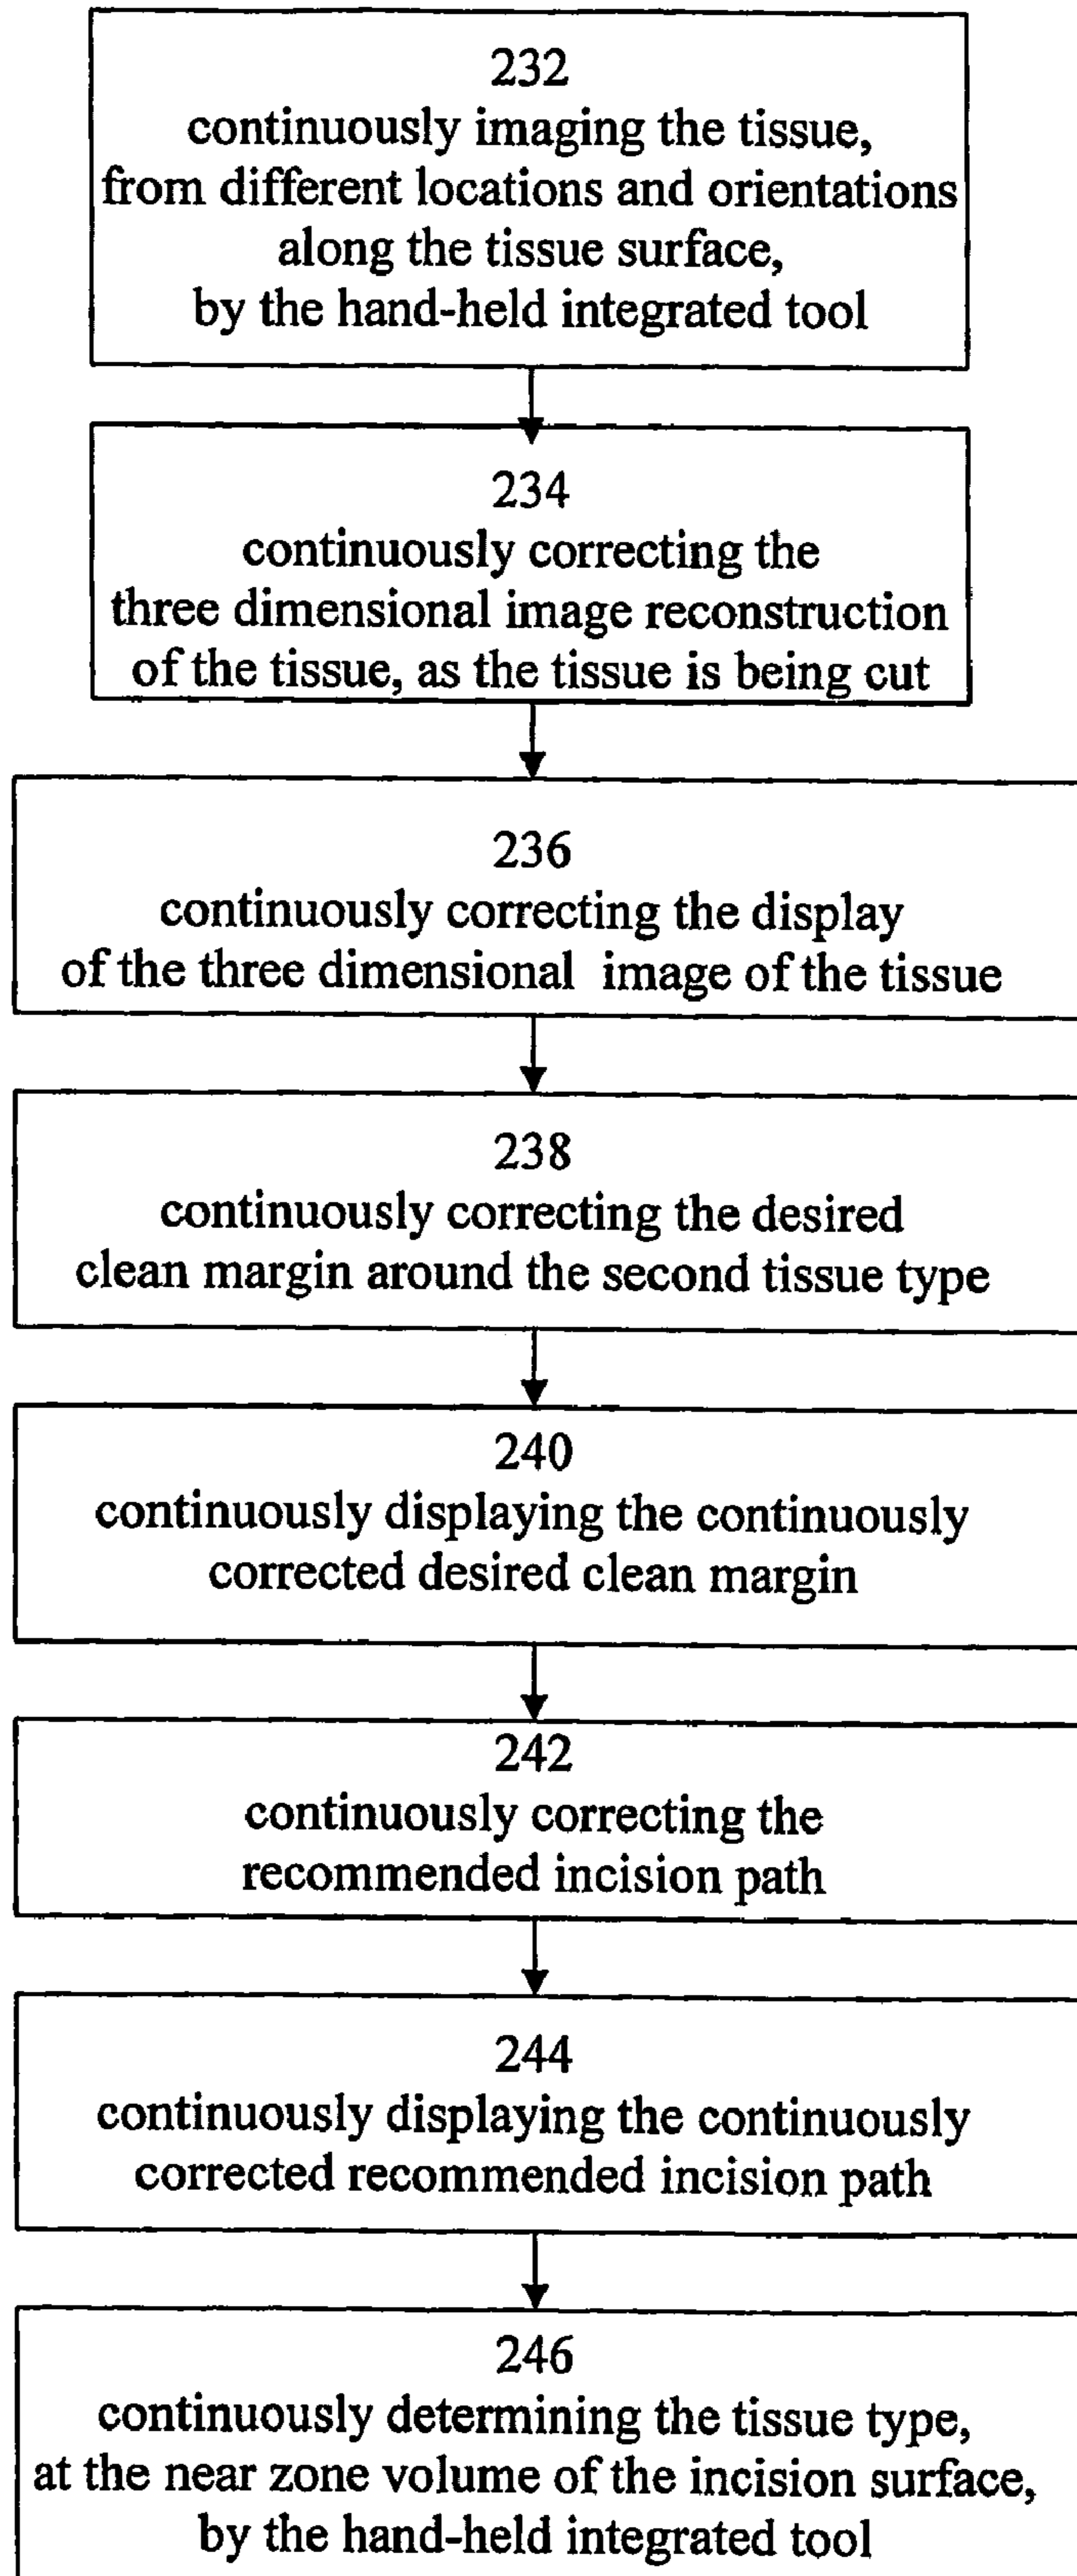 232
continuously imaging the tissue,
from different locations and orientations
along the tissue surface,
by the hand-held integrated tool
234
continuously correcting the
three dimensional image reconstruction
of the tissue, as the tissue is being cut
236
continuously correcting the display
of the three dimensional image of the tissue
238
continuously correcting the desired
clean margin around the second tissue type
240
continuously displaying the continuously
corrected desired clean margin
242
continuously correcting the
recommended incision path
244
continuously displaying the continuously
corrected recommended incision path
246
continuously determining the tissue type,
at the near zone volume of the incision surface,
by the hand-held integrated tool